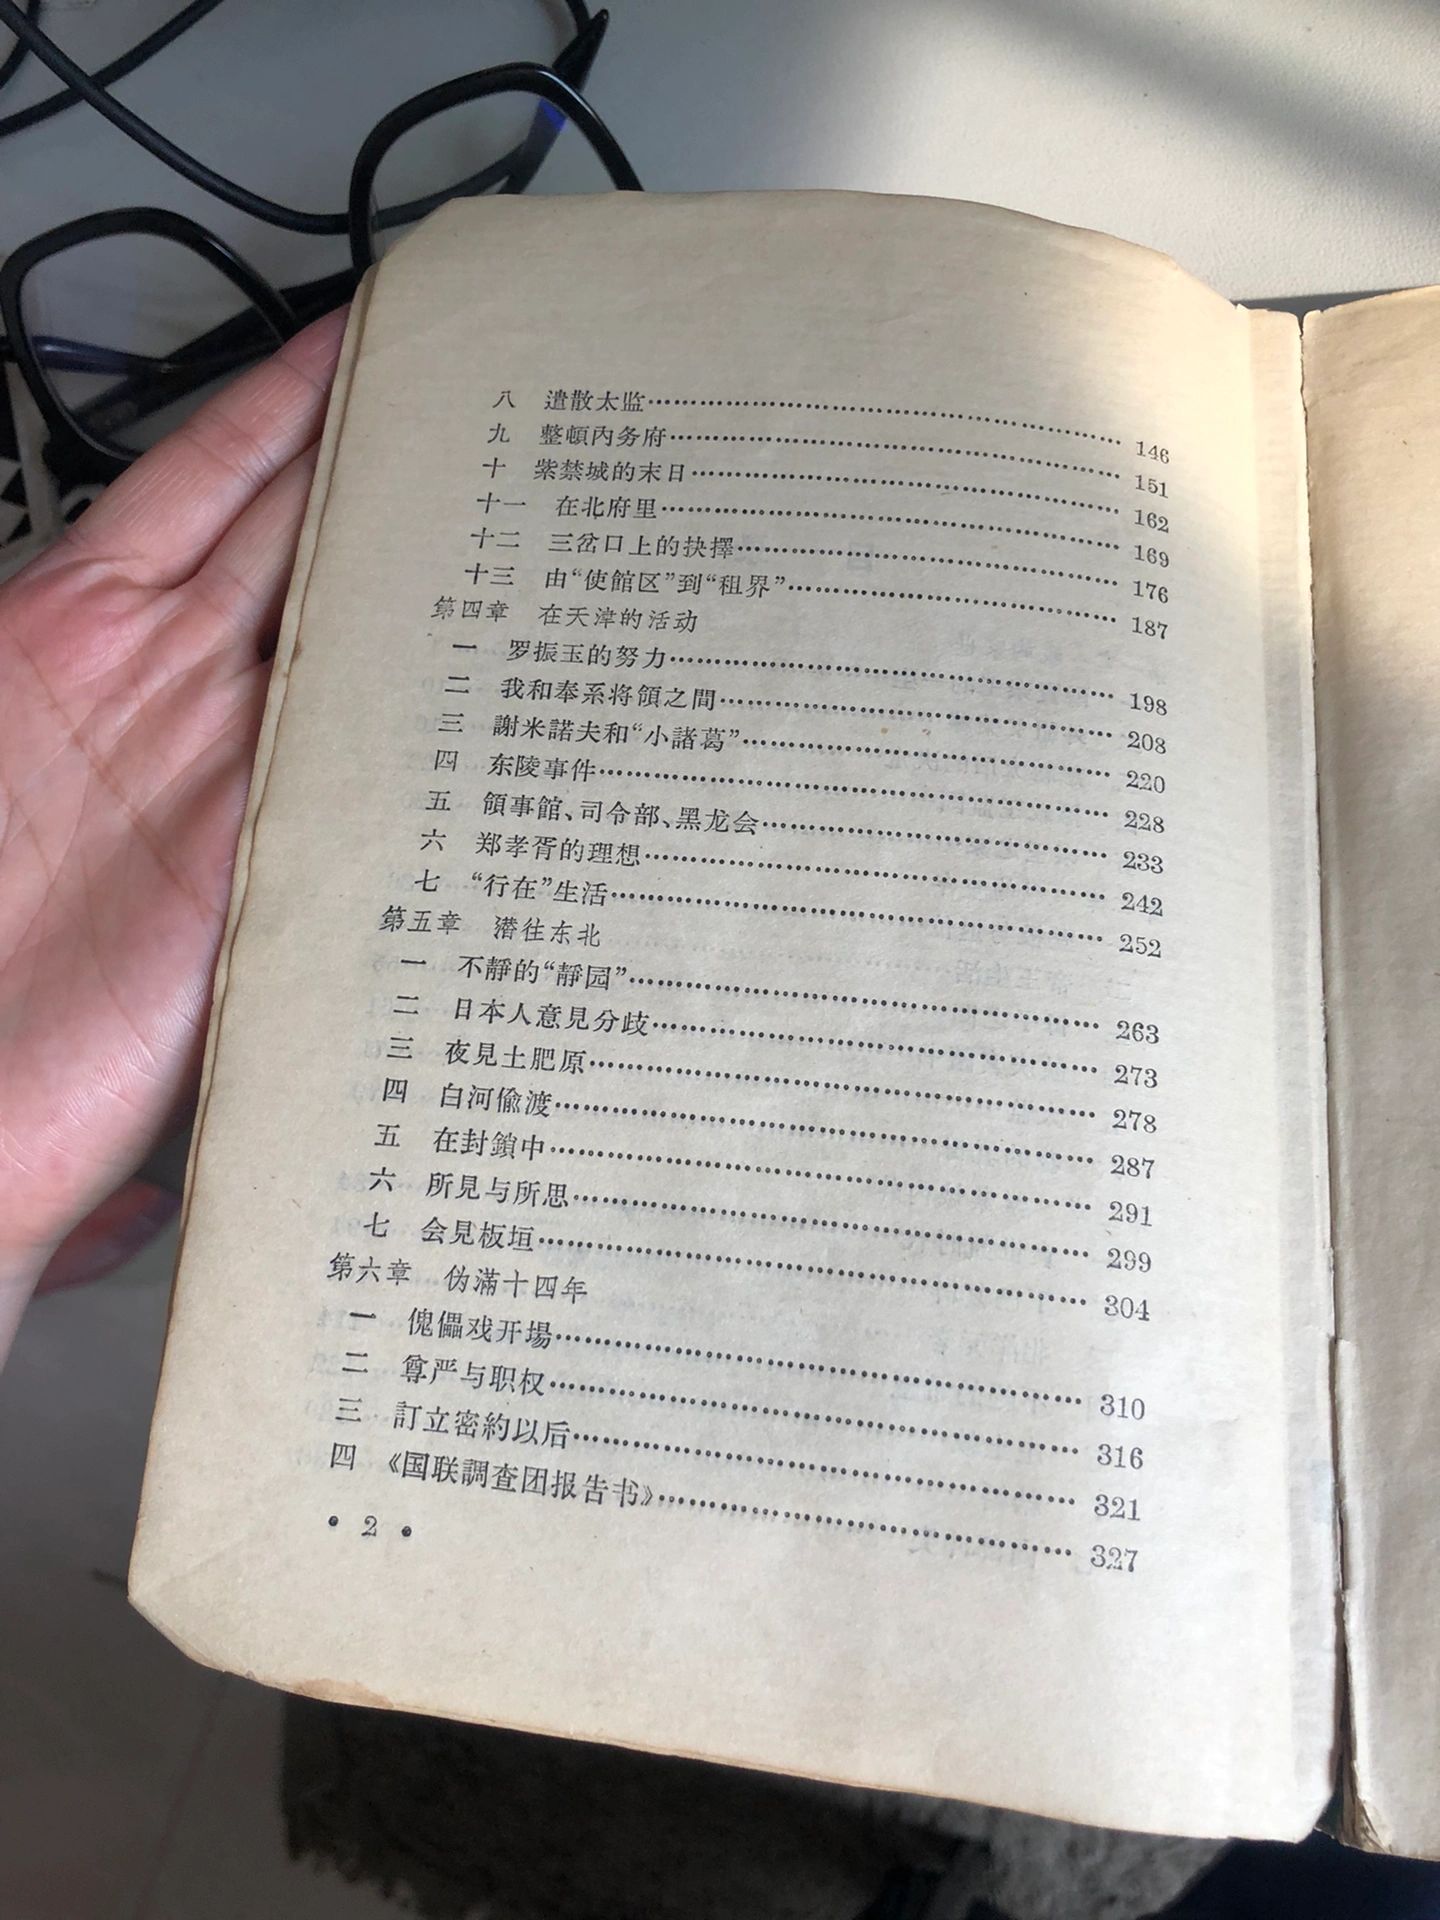 八 遣散太监……146
九 整頓內务府……151
十 紫禁城的末日……162
十一 在北府里……169
十二 三岔口上的抉擇……176
十三 由“使館区”到“租界”……187
第四章 在天津的活动
一 罗振玉的努力……198
二 我和奉系将領之間……208
三 謝米諾夫和“小諸葛”……220
四 东陵事件……228
五 領事館、司令部、黑龙会……233
六 郑孝胥的理想……242
七 “行在”生活……252
第五章 潜往东北
一 不靜的“靜园”……263
二 日本人意見分歧……273
三 夜見土肥原……278
四 白河偸渡……287
五 在封鎖中……291
六 所見与所思……299
七 会見板垣……304
第六章 伪滿十四年
一 傀儡戏开場……310
二 尊严与职权……316
三 訂立密約以后……321
四 《国联調查团报告书》……327
• 2 •